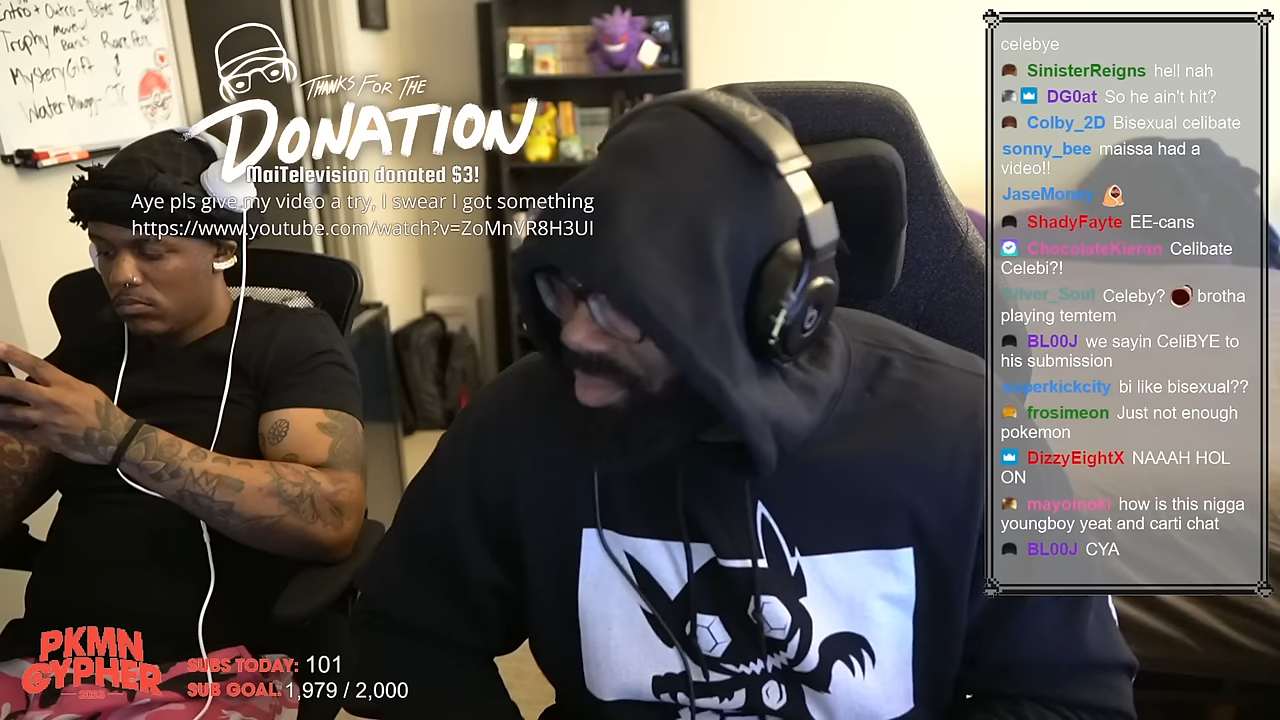 Intro + Outro -
Trophy
Mystery Gift
THANKS FOR THE
DONATION
MaiTelevision donated $3!
Aye pls give my video a try, I swear I got something
https://www.youtube.com/watch?v=ZoMnVR8H3UI
celebye
SinisterReigns hell nah
DG0at So he ain't hit?
Colby_2D Bisexual celibate
sonny_bee maissa had a
video!!
JaseMoney
ShadyFayte EE-cans
ChocolateKieran Celibate
Celebi?!
Silver_Soul Celeby? brotha
playing temtem
BL00J we sayin CeliBYE to
his submission
superkickcity bi like bisexual??
frosimeon Just not enough
pokemon
DizzyEightX NAAAH HOL
ON
mayoinoki how is this nigga
youngboy yeat and carti chat
BL00J CYA
PKMN
CYPHER
2023
SUBS TODAY: 101
SUB GOAL: 1,979 / 2,000